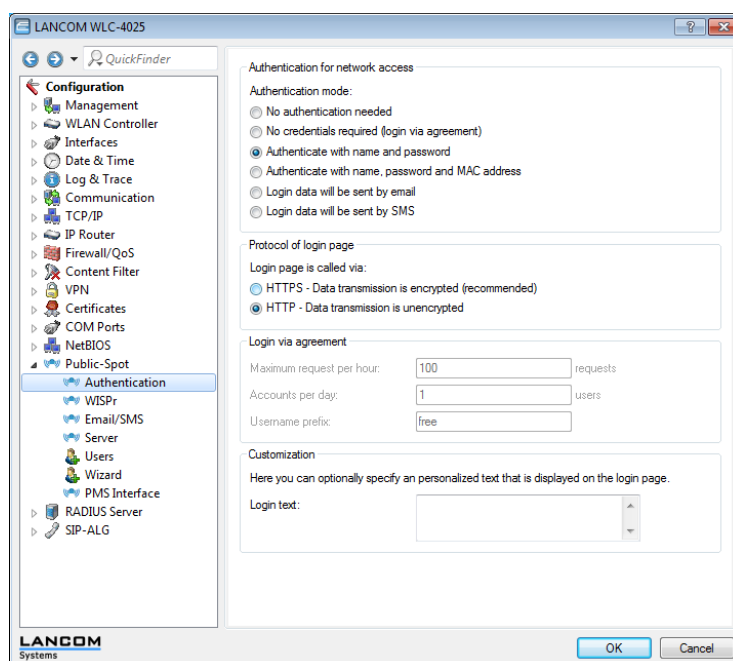 LANCOM WLC-4025
QuickFinder
Configuration
Management
WLAN Controller
Interfaces
Date & Time
Log & Trace
Communication
TCP/IP
IP Router
Firewall/QoS
Content Filter
VPN
Certificates
COM Ports
NetBIOS
Public-Spot
Authentication
WISPr
Email/SMS
Server
Users
Wizard
PMS Interface
RADIUS Server
SIP-ALG
Authentication for network access
Authentication mode:
No authentication needed
No credentials required (login via agreement)
Authenticate with name and password
Authenticate with name, password and MAC address
Login data will be sent by email
Login data will be sent by SMS
Protocol of login page
Login page is called via:
HTTPS - Data transmission is encrypted (recommended)
HTTP - Data transmission is unencrypted
Login via agreement
Maximum request per hour: 100 requests
Accounts per day: 1 users
Username prefix: free
Customization
Here you can optionally specify an personalized text that is displayed on the login page.
Login text:
LANCOM
Systems
OK Cancel